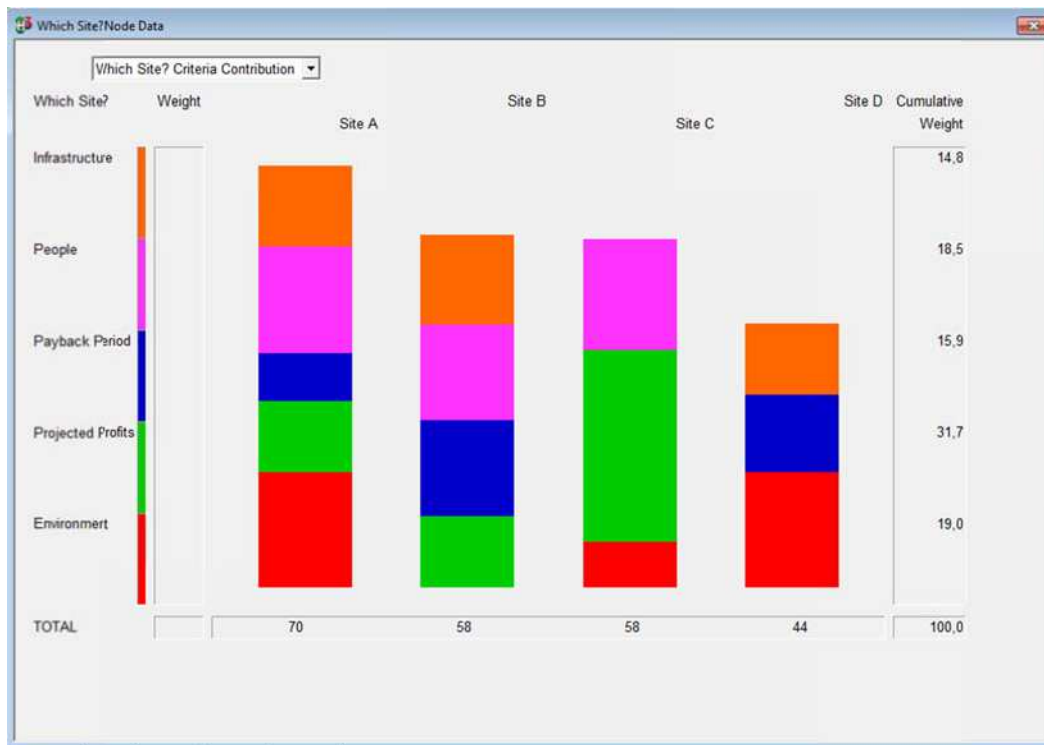 Which Site?Node Data
Which Site? Criteria Contribution
Which Site? Weight Site B Site D Cumulative
Site A Site C Weight
Infrastructure 14,8
People 18,5
Payback Period 15,9
Projected Profits 31,7
Environment 19,0
TOTAL 70 58 58 44 100,0